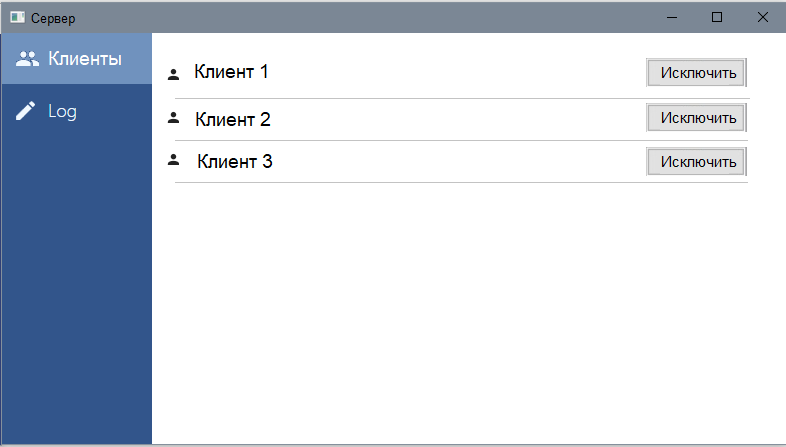 Сервер
Клиенты
Log
Клиент 1 Исключить
Клиент 2 Исключить
Клиент 3 Исключить